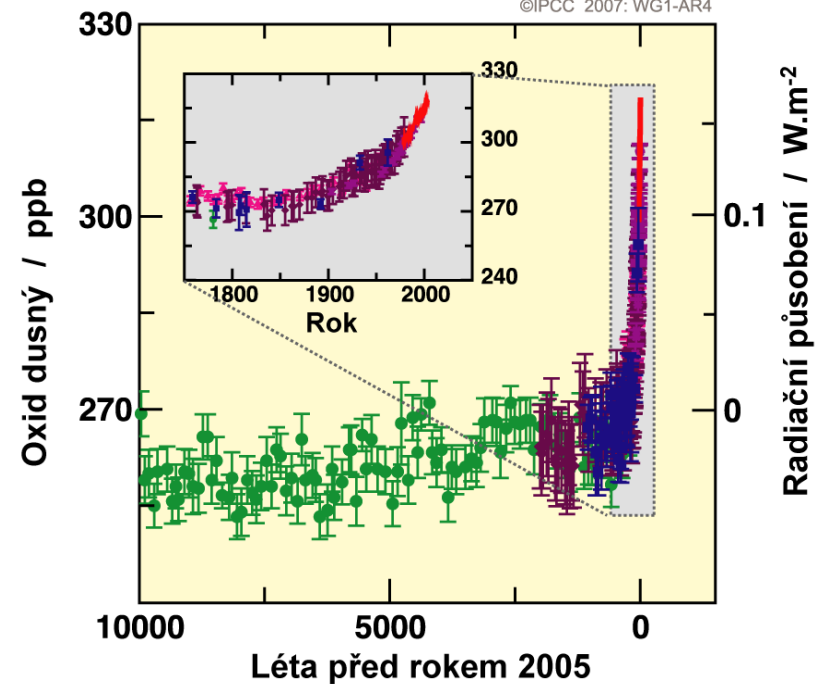 ©IPCC 2007: WG1-AR4
330
300
270
Oxid dusný / ppb
330
300
270
240
1800 1900 2000
Rok
0.1
0
Radiační působení / W.m-2
10000 5000 0
Léta před rokem 2005